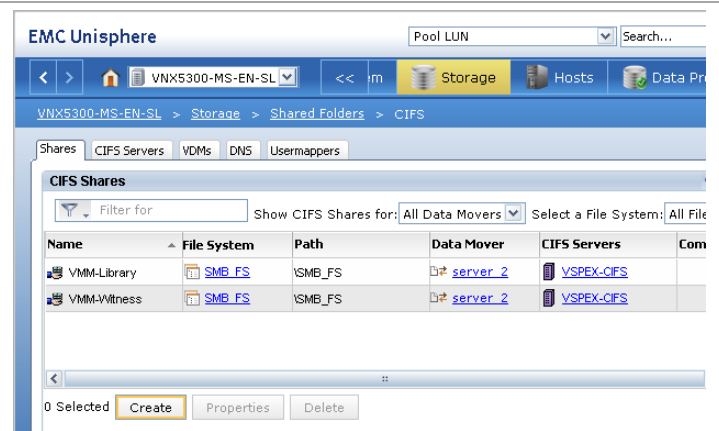 EMC Unisphere
Pool LUN
Search...
VNX5300-MS-EN-SL
<<
m
Storage
Hosts
Data Pr
VNX5300-MS-EN-SL > Storage > Shared Folders > CIFS
Shares
CIFS Servers
VDMs
DNS
Usermappers
CIFS Shares
Filter for
Show CIFS Shares for: All Data Movers
Select a File System: All File
Name
File System
Path
Data Mover
CIFS Servers
Com
VMM-Library
SMB_FS
\SMB_FS
server_2
VSPEX-CIFS
VMM-Witness
SMB_FS
\SMB_FS
server_2
VSPEX-CIFS
0 Selected
Create
Properties
Delete